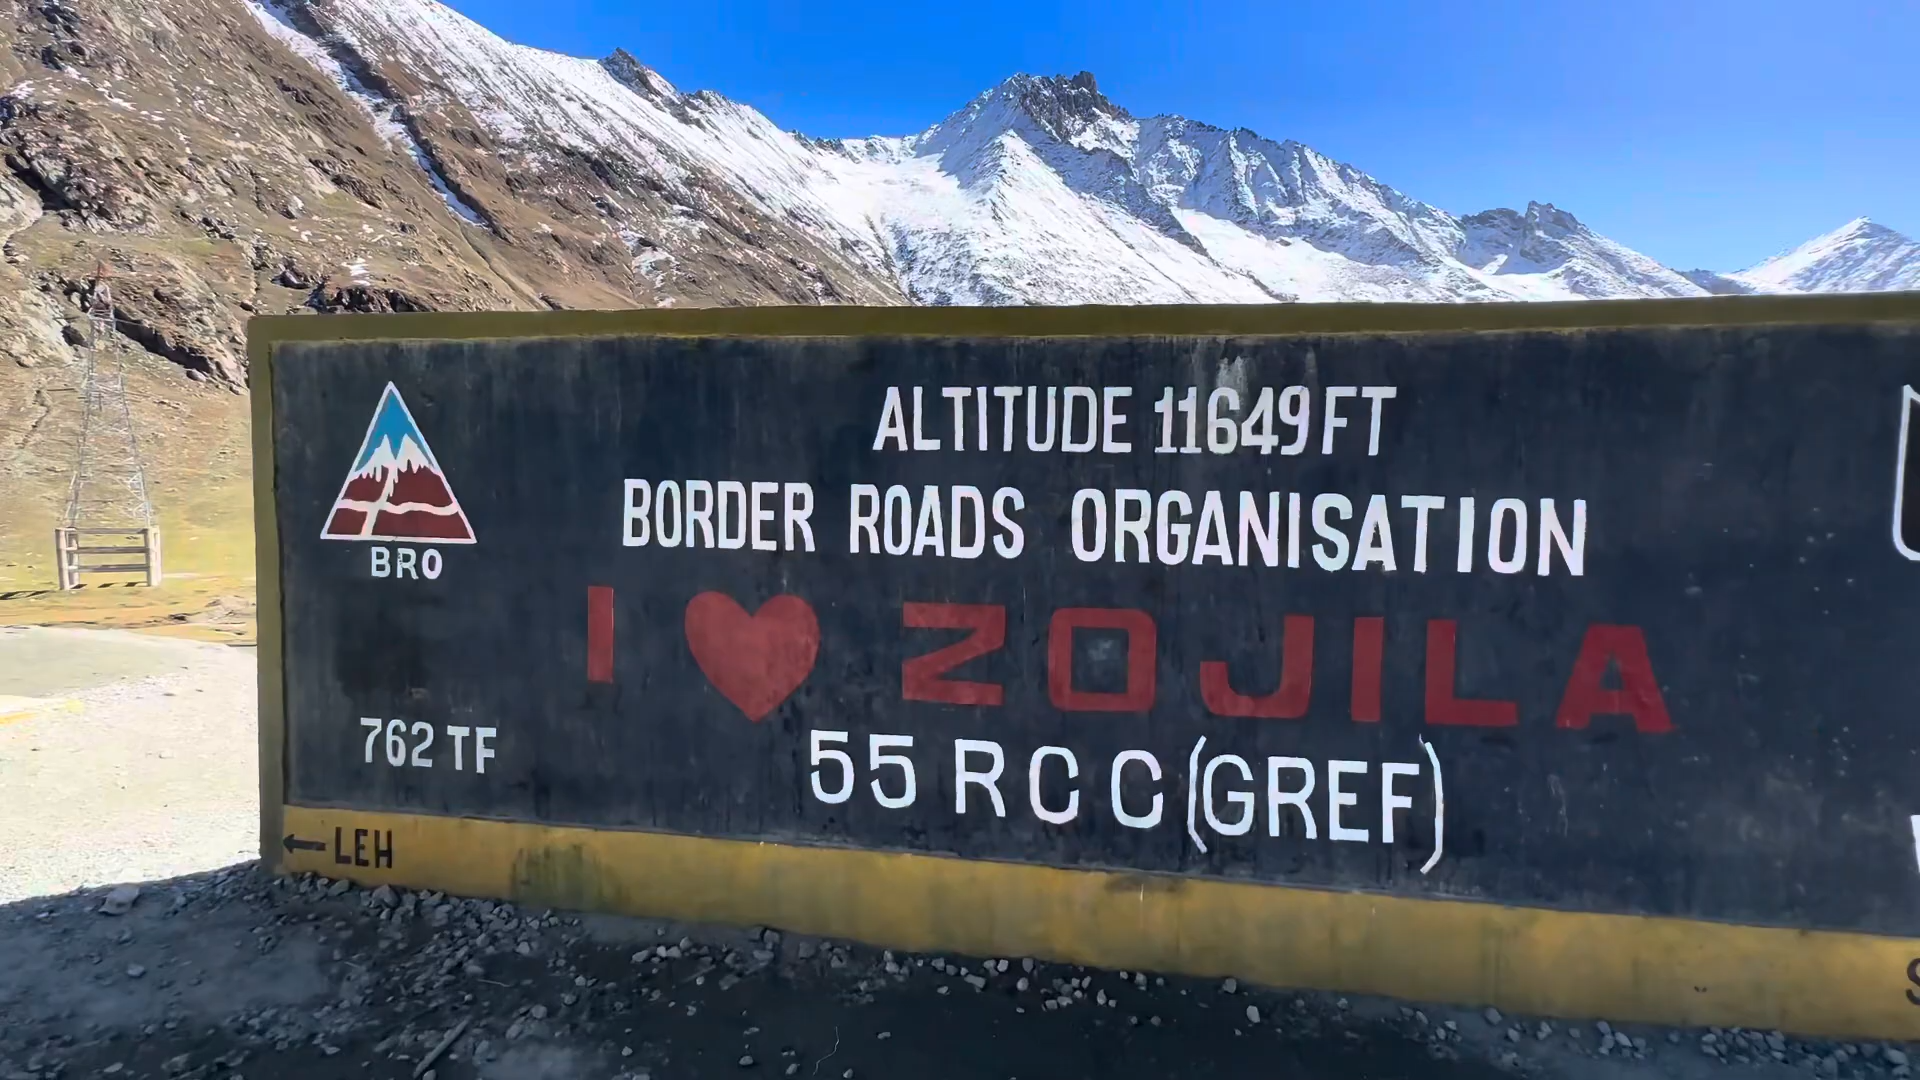 ALTITUDE 11649 FT
BORDER ROADS ORGANISATION
BRO
I ♥ ZOJILA
762 TF
55 RCC (GREF)
← LEH